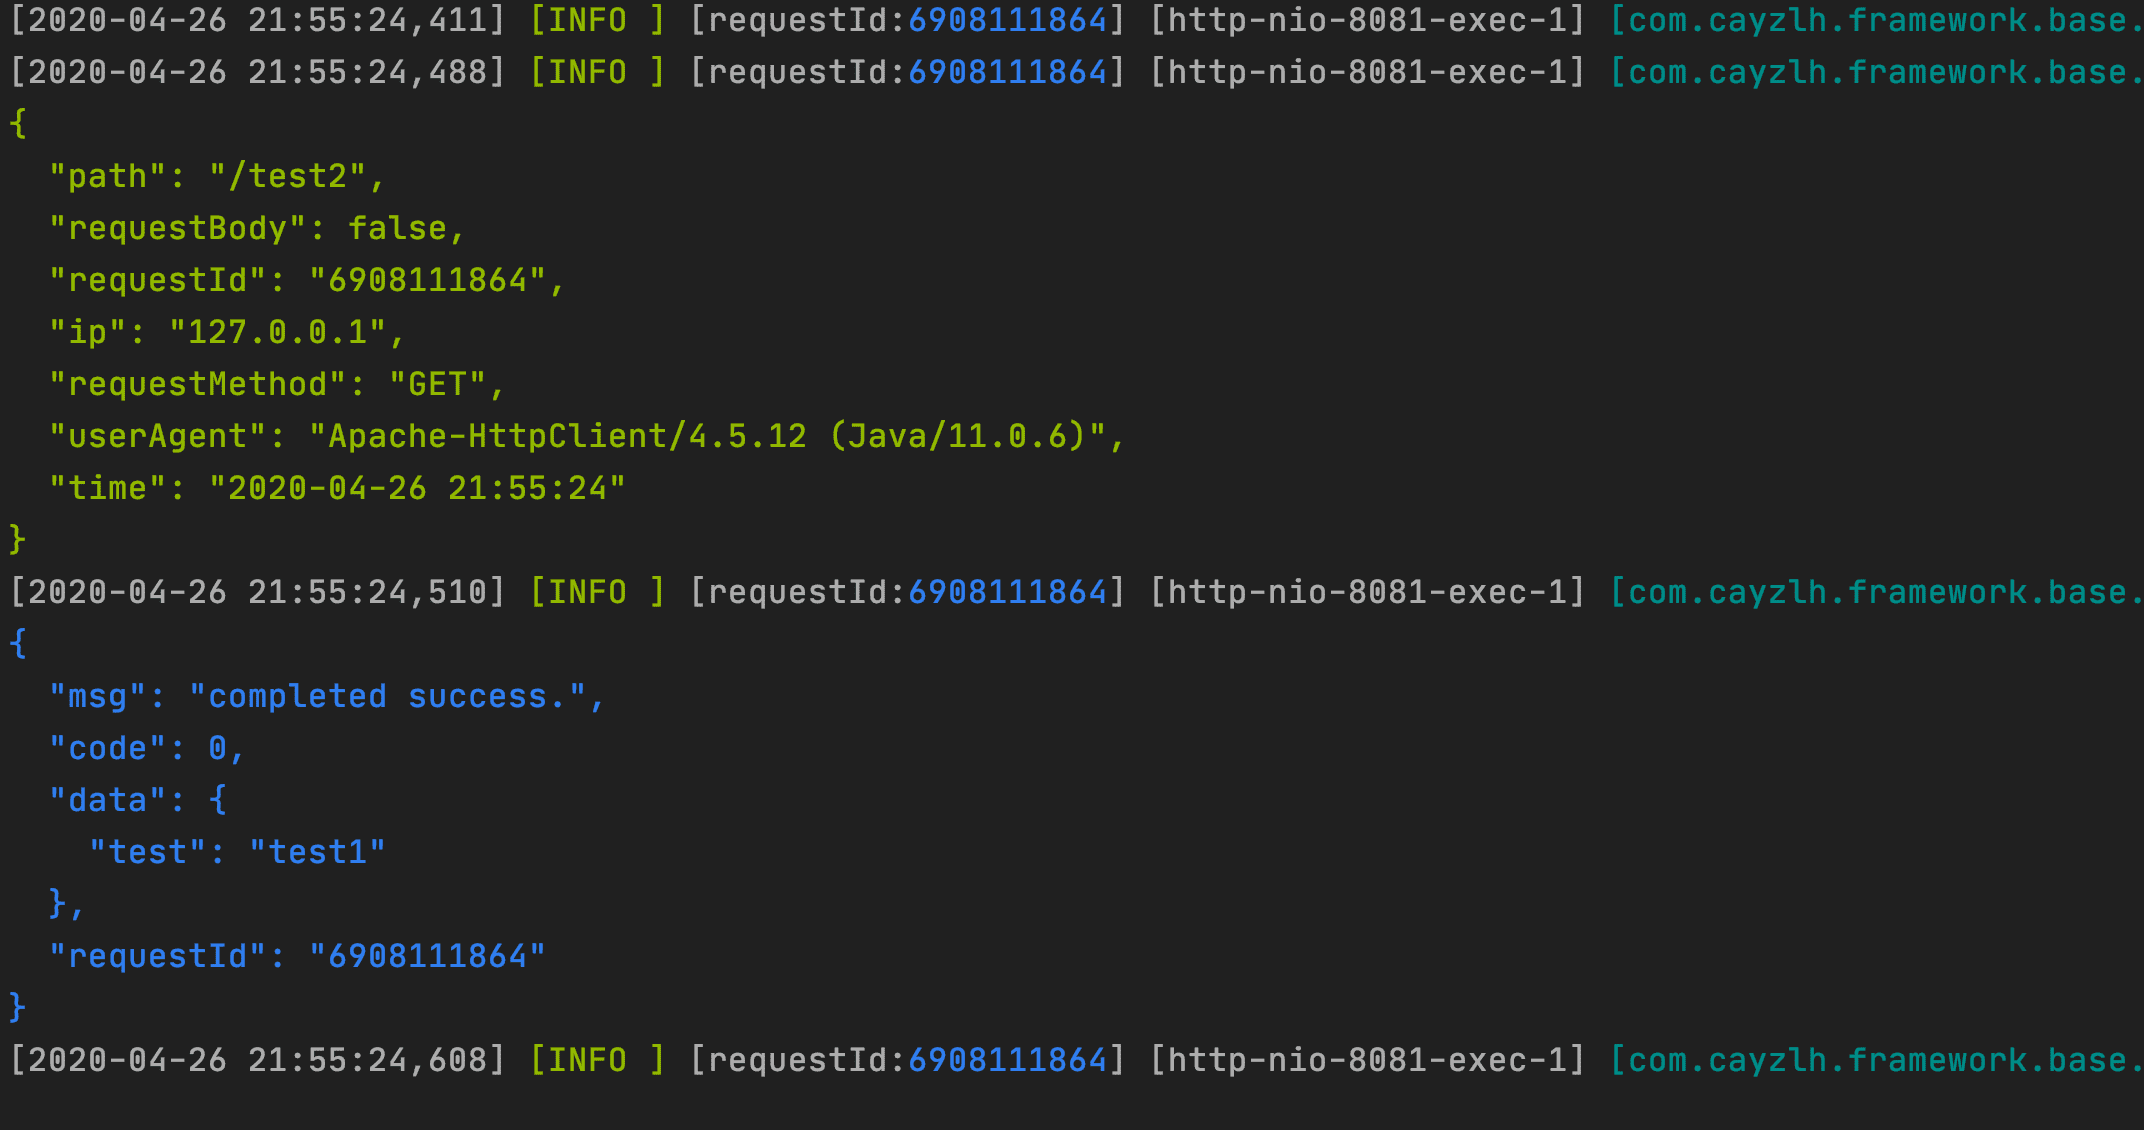 [2020-04-26 21:55:24,411] [INFO ] [requestId:6908111864] [http-nio-8081-exec-1] [com.cayzlh.framework.base.
[2020-04-26 21:55:24,488] [INFO ] [requestId:6908111864] [http-nio-8081-exec-1] [com.cayzlh.framework.base.
{
  "path": "/test2",
  "requestBody": false,
  "requestId": "6908111864",
  "ip": "127.0.0.1",
  "requestMethod": "GET",
  "userAgent": "Apache-HttpClient/4.5.12 (Java/11.0.6)",
  "time": "2020-04-26 21:55:24"
}
[2020-04-26 21:55:24,510] [INFO ] [requestId:6908111864] [http-nio-8081-exec-1] [com.cayzlh.framework.base.
{
  "msg": "completed success.",
  "code": 0,
  "data": {
    "test": "test1"
  },
  "requestId": "6908111864"
}
[2020-04-26 21:55:24,608] [INFO ] [requestId:6908111864] [http-nio-8081-exec-1] [com.cayzlh.framework.base.